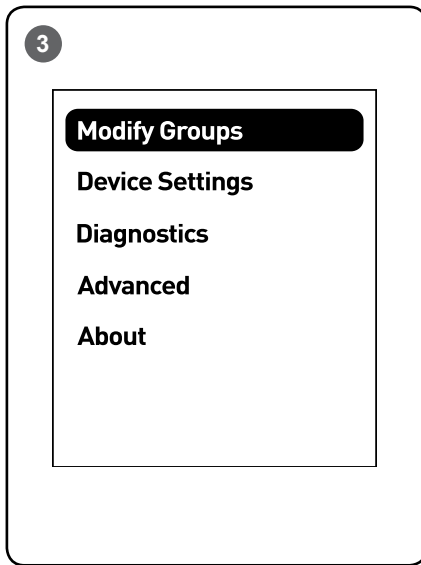 3
Modify Groups
Device Settings
Diagnostics
Advanced
About